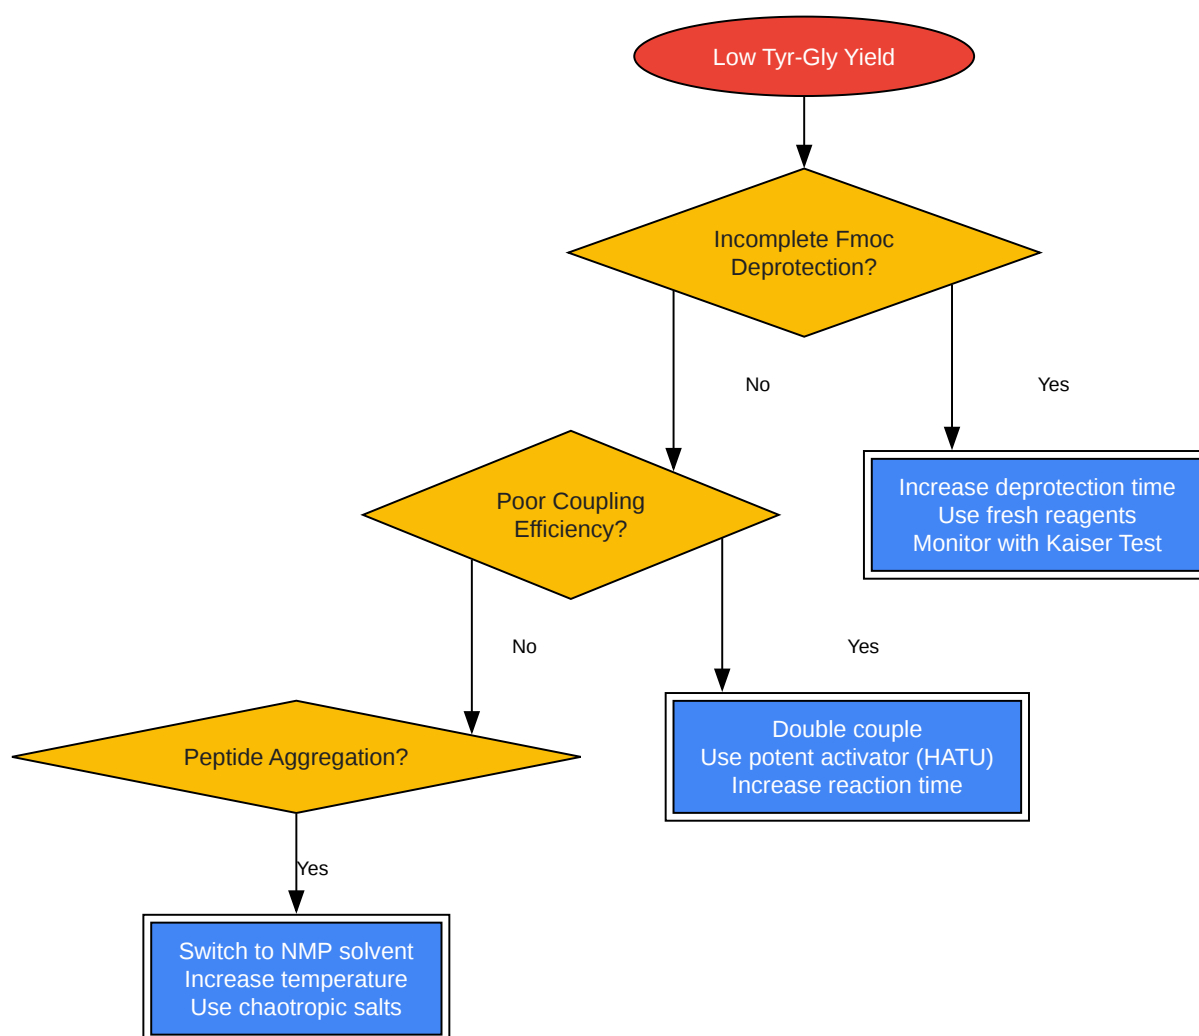 Low Tyr-Gly Yield
Incomplete Fmoc
Deprotection?
No
Yes
Increase deprotection time
Use fresh reagents
Monitor with Kaiser Test
Poor Coupling
Efficiency?
No
Yes
Double couple
Use potent activator (HATU)
Increase reaction time
Peptide Aggregation?
Yes
Switch to NMP solvent
Increase temperature
Use chaotropic salts